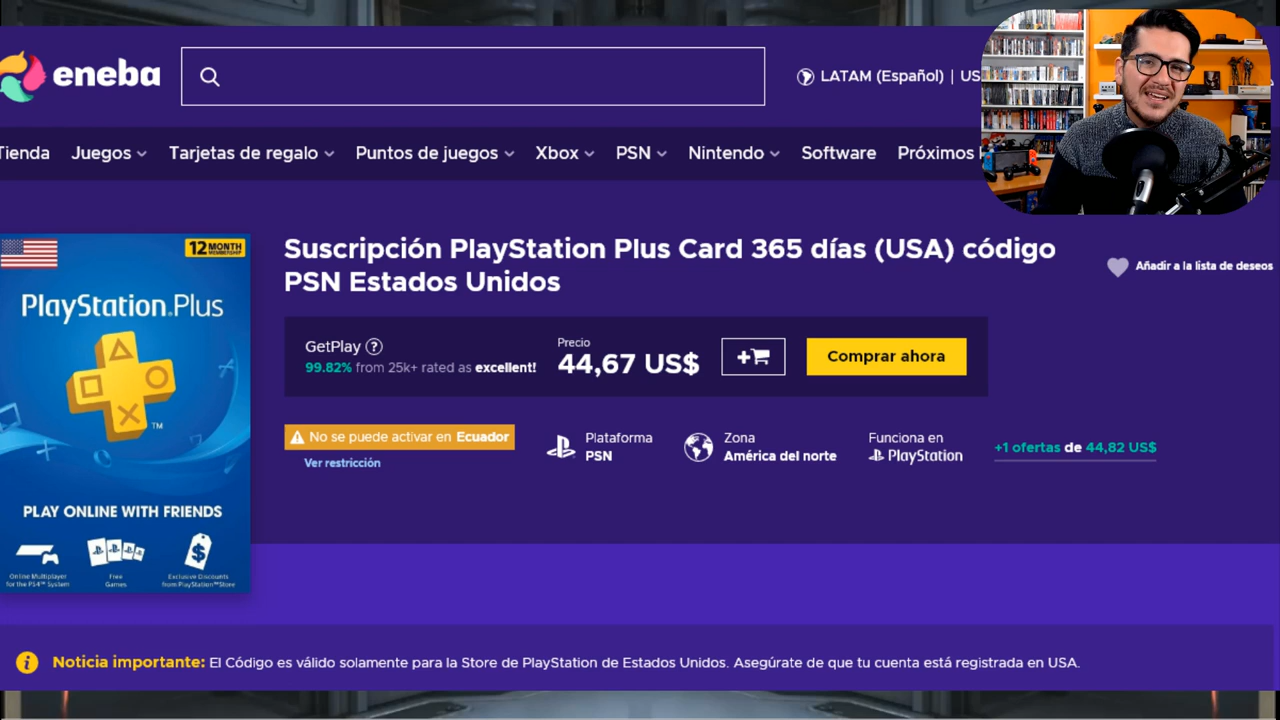 eneba
LATAM (Español) | US
Tienda
Juegos
Tarjetas de regalo
Puntos de juegos
Xbox
PSN
Nintendo
Software
Próximos
12 MONTH
MEMBERSHIP
PlayStation.Plus
TM
PLAY ONLINE WITH FRIENDS
Online Multiplayer
for the PS4™ System
Free
Games
Exclusive Discounts
from PlayStation™Store
Suscripción PlayStation Plus Card 365 días (USA) código
PSN Estados Unidos
Añadir a la lista de deseos
GetPlay ?
99.82% from 25k+ rated as excellent!
Precio
44,67 US$
+
Comprar ahora
No se puede activar en Ecuador
Ver restricción
Plataforma
PSN
Zona
América del norte
Funciona en
PlayStation
+1 ofertas de 44,82 US$
Noticia importante: El Código es válido solamente para la Store de PlayStation de Estados Unidos. Asegúrate de que tu cuenta está registrada en USA.